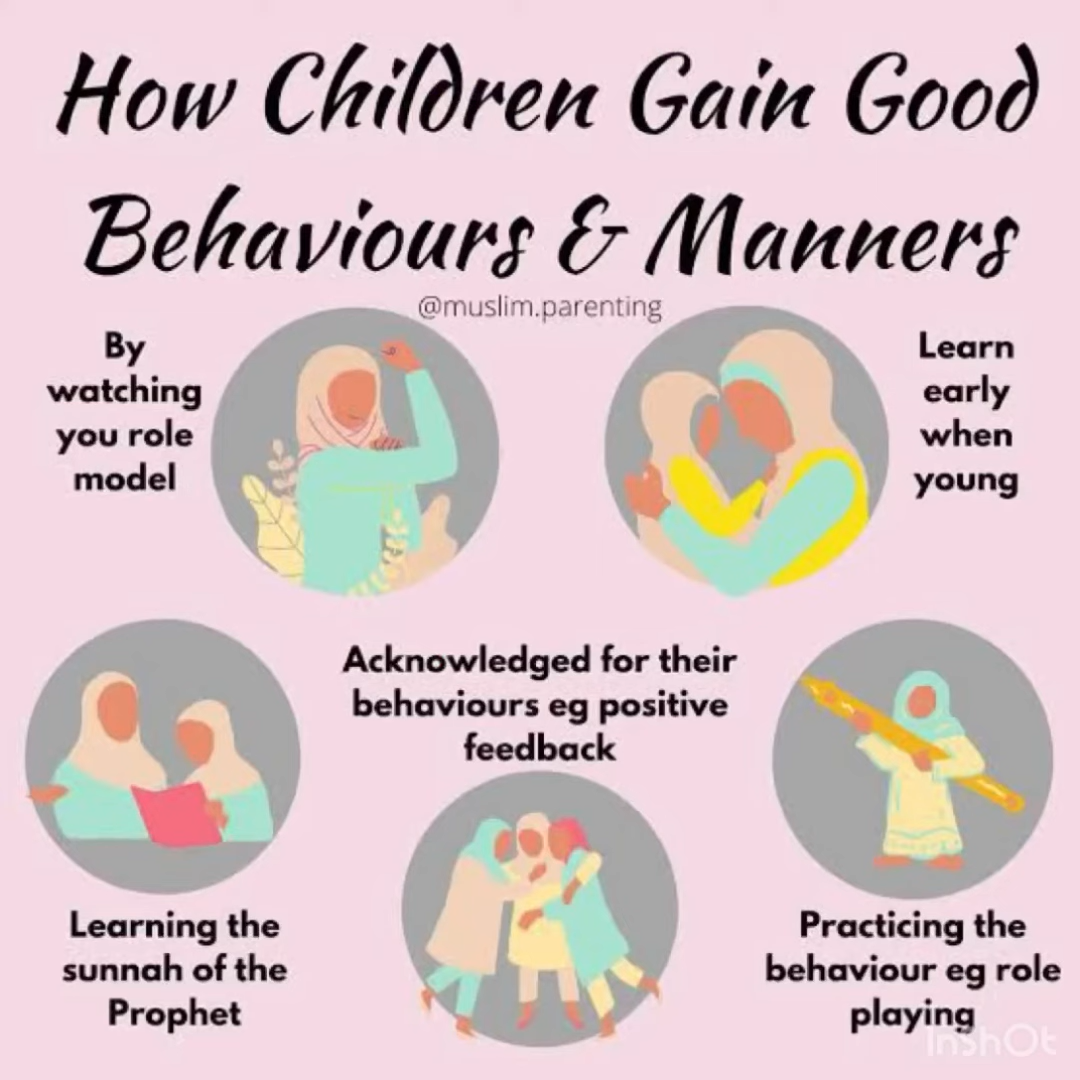 How Children Gain Good
Behaviours & Manners
@muslim.parenting
By
watching
you role
model
Learn
early
when
young
Acknowledged for their
behaviours eg positive
feedback
Learning the
sunnah of the
Prophet
Practicing the
behaviour eg role
playing
InShOt